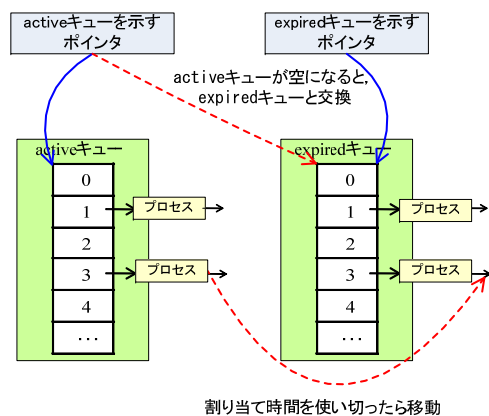 activeキューを示す
ポインタ
expiredキューを示す
ポインタ
activeキューが空になると,
expiredキューと交換
activeキュー
0
1
2
3
4
...
プロセス
プロセス
expiredキュー
0
1
2
3
4
...
プロセス
プロセス
割り当て時間を使い切ったら移動